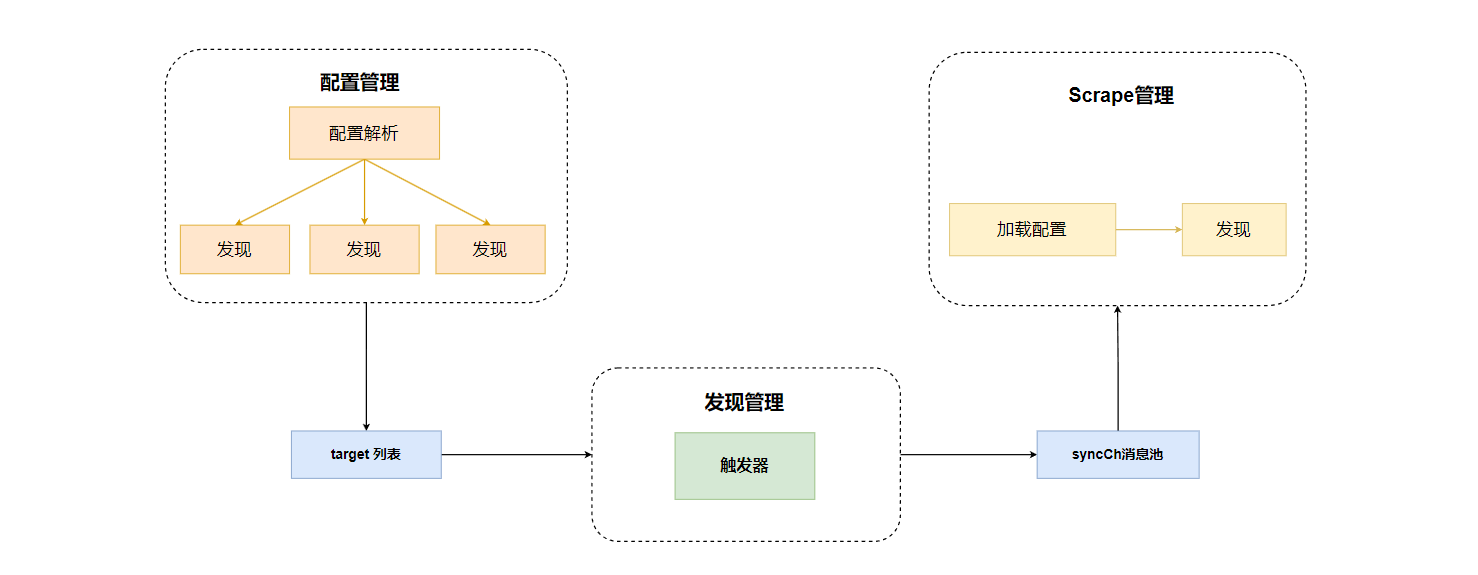 配置管理
配置解析
发现
发现
发现
target 列表
发现管理
触发器
syncCh消息池
Scrape管理
加载配置
发现